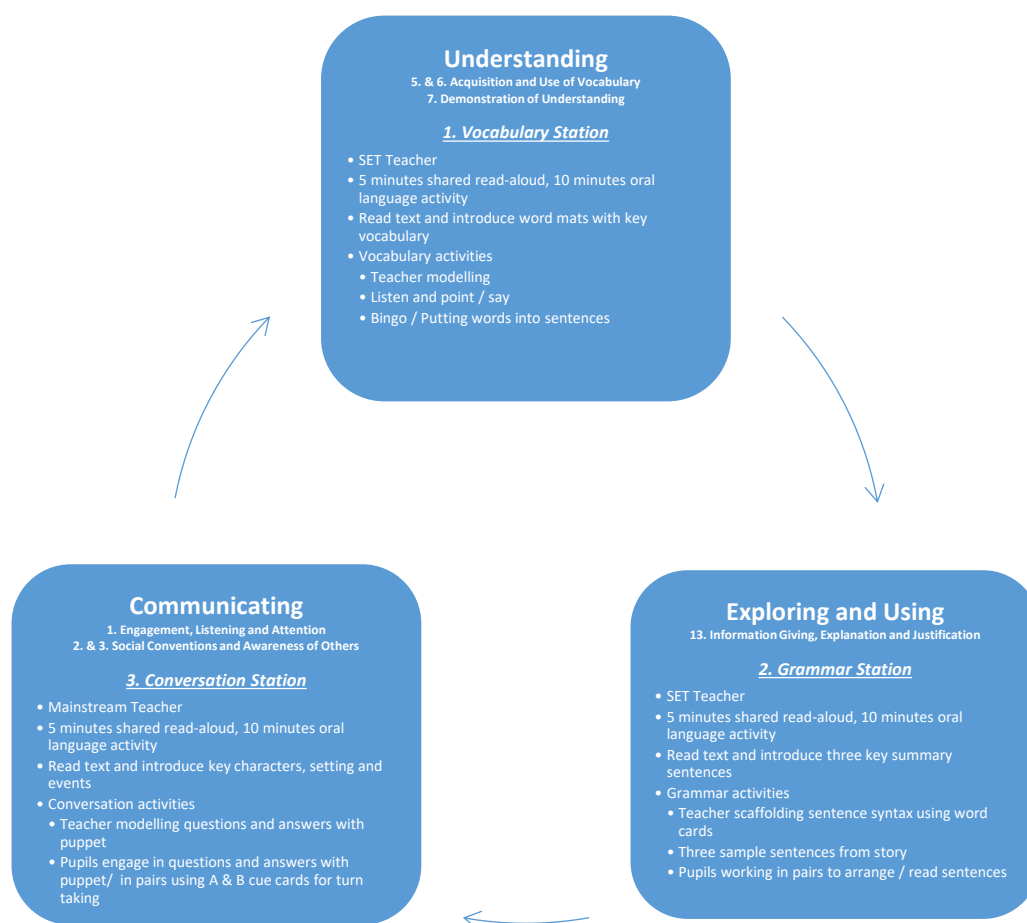 Understanding
5. & 6. Acquisition and Use of Vocabulary
7. Demonstration of Understanding
1. Vocabulary Station
• SET Teacher
• 5 minutes shared read-aloud, 10 minutes oral
language activity
• Read text and introduce word mats with key
vocabulary
• Vocabulary activities
• Teacher modelling
• Listen and point / say
• Bingo / Putting words into sentences
Exploring and Using
13. Information Giving, Explanation and Justification
2. Grammar Station
• SET Teacher
• 5 minutes shared read-aloud, 10 minutes oral
language activity
• Read text and introduce three key summary
sentences
• Grammar activities
• Teacher scaffolding sentence syntax using word
cards
• Three sample sentences from story
• Pupils working in pairs to arrange / read sentences
Communicating
1. Engagement, Listening and Attention
2. & 3. Social Conventions and Awareness of Others
3. Conversation Station
• Mainstream Teacher
• 5 minutes shared read-aloud, 10 minutes oral
language activity
• Read text and introduce key characters, setting and
events
• Conversation activities
• Teacher modelling questions and answers with
puppet
• Pupils engage in questions and answers with
puppet/ in pairs using A & B cue cards for turn
taking